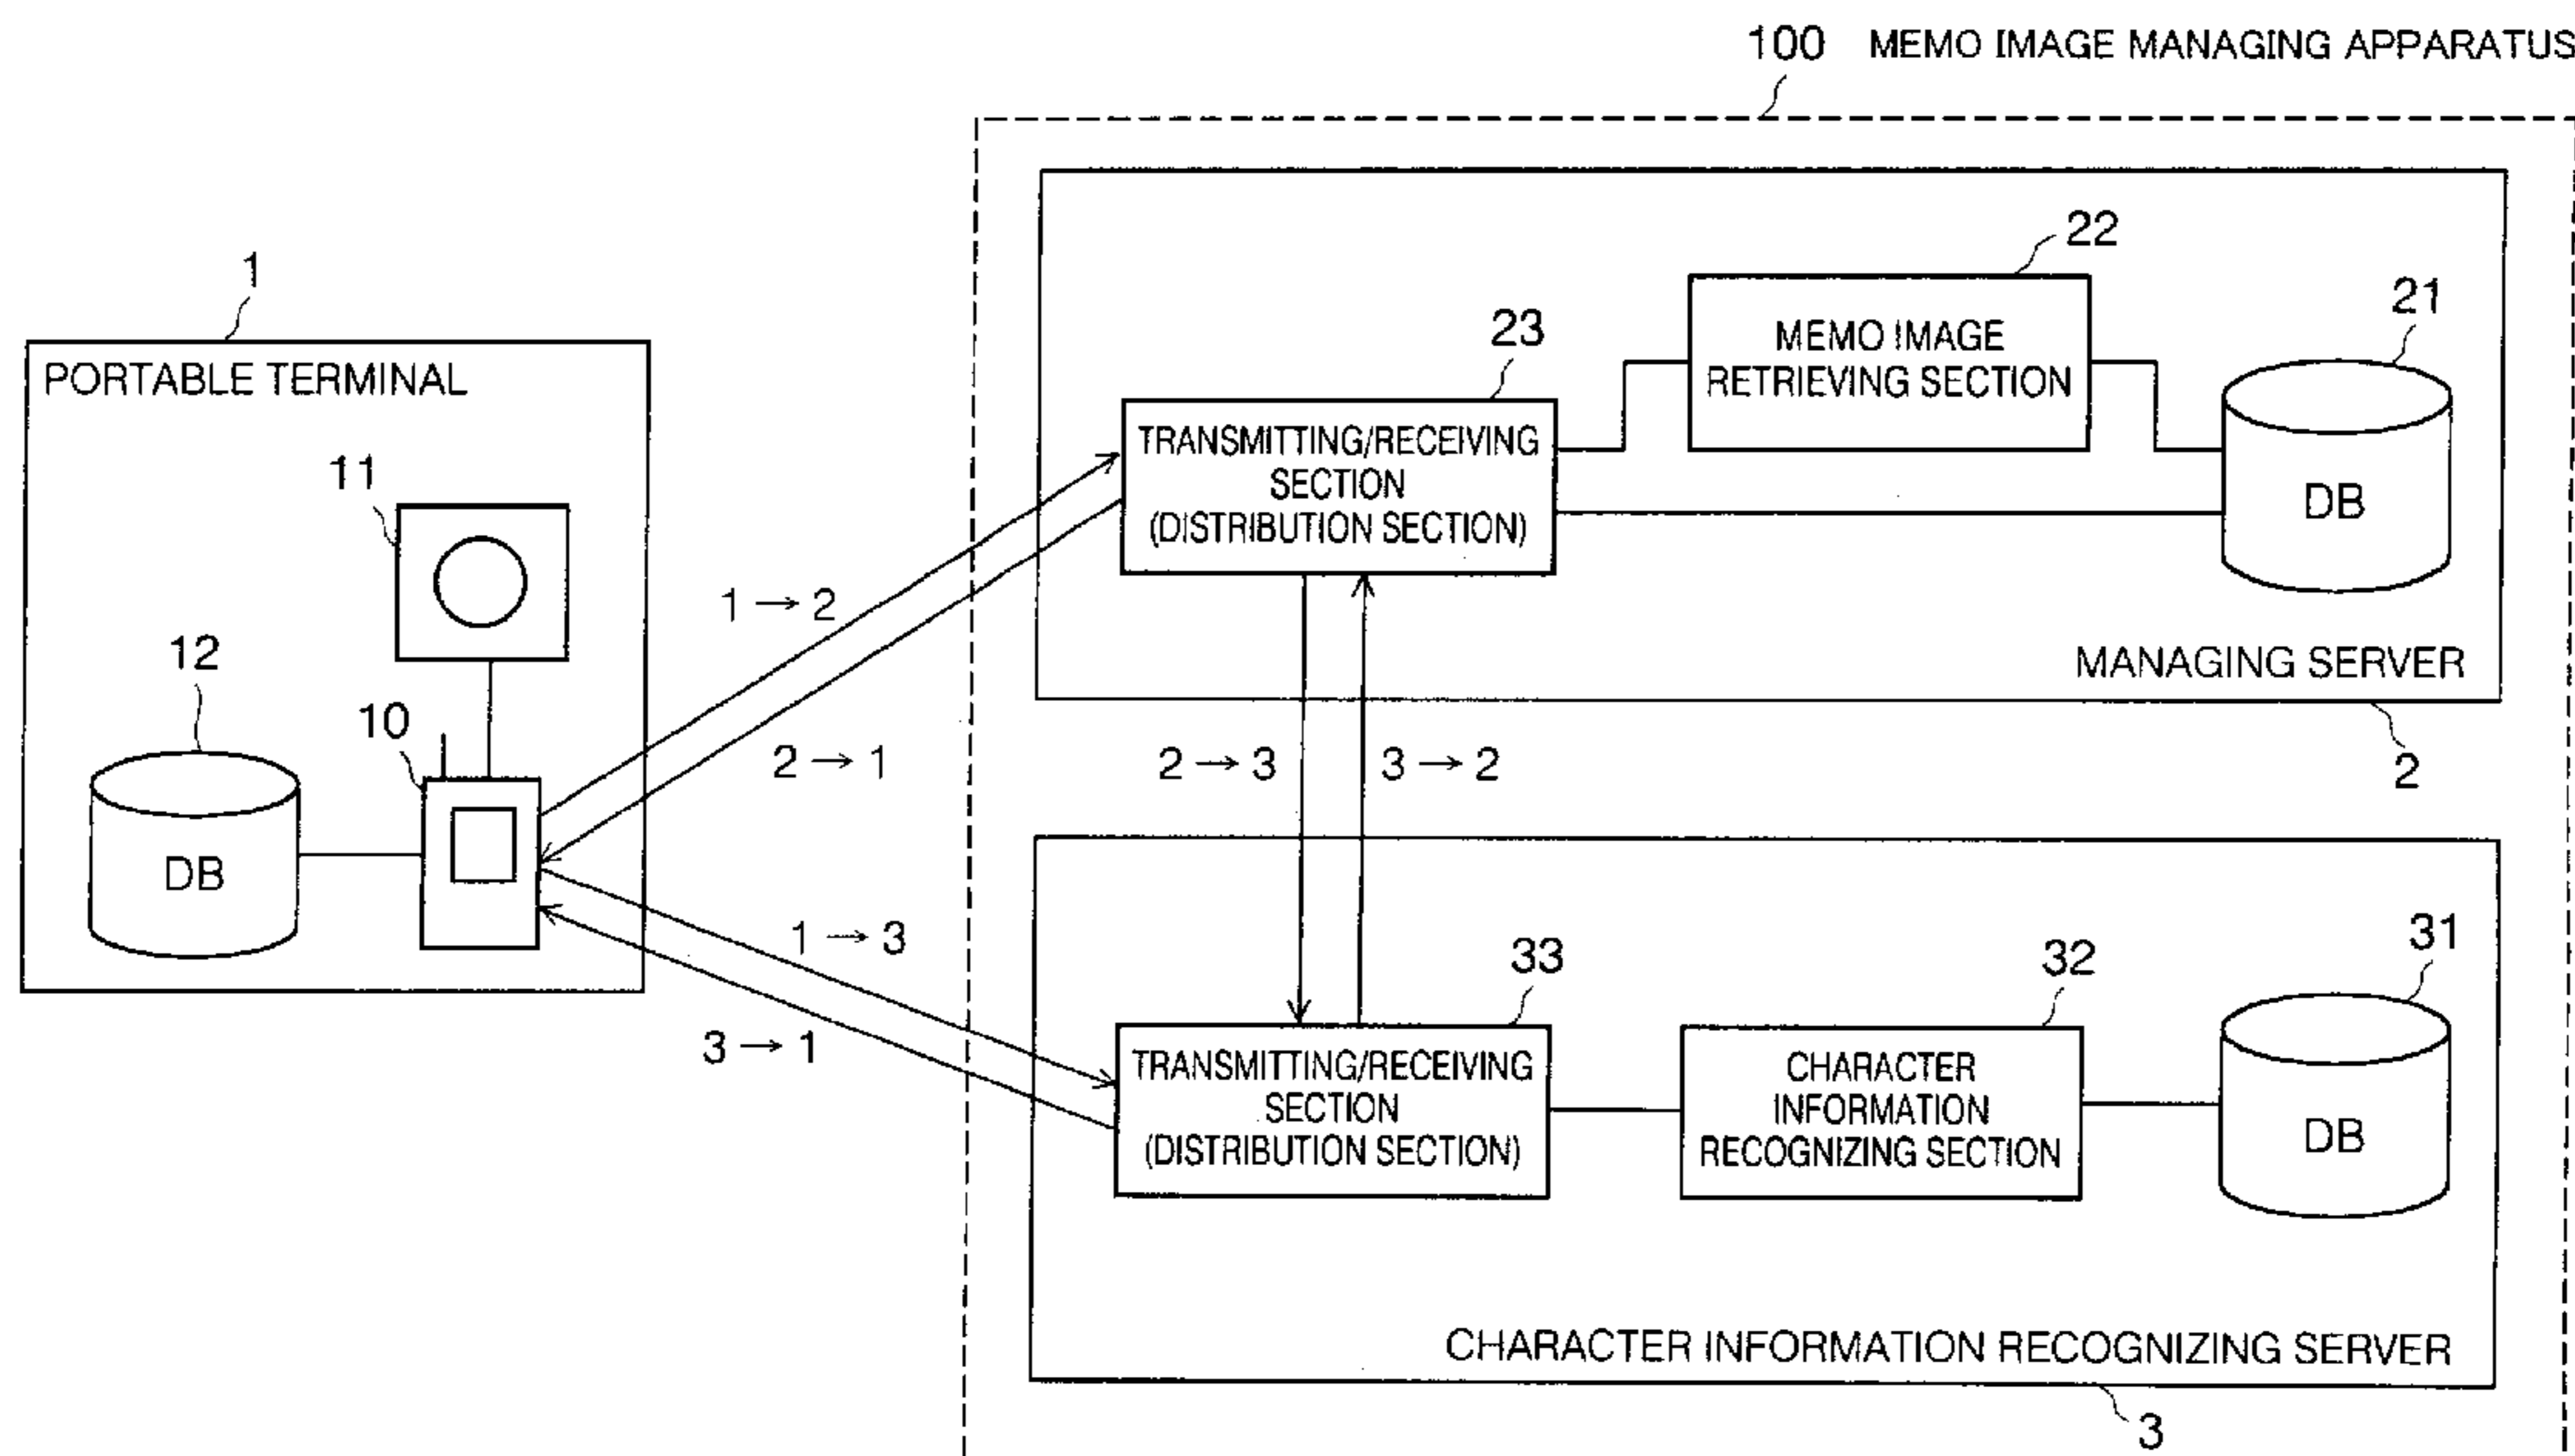 100 MEMO IMAGE MANAGING APPARATUS
1
PORTABLE TERMINAL
11
12
10
DB
1 → 2
2 → 1
1 → 3
3 → 1
22
MEMO IMAGE
RETRIEVING SECTION
21
DB
23
TRANSMITTING/RECEIVING
SECTION
(DISTRIBUTION SECTION)
MANAGING SERVER
2
2 → 3
3 → 2
33
TRANSMITTING/RECEIVING
SECTION
(DISTRIBUTION SECTION)
32
CHARACTER
INFORMATION
RECOGNIZING SECTION
31
DB
CHARACTER INFORMATION RECOGNIZING SERVER
3